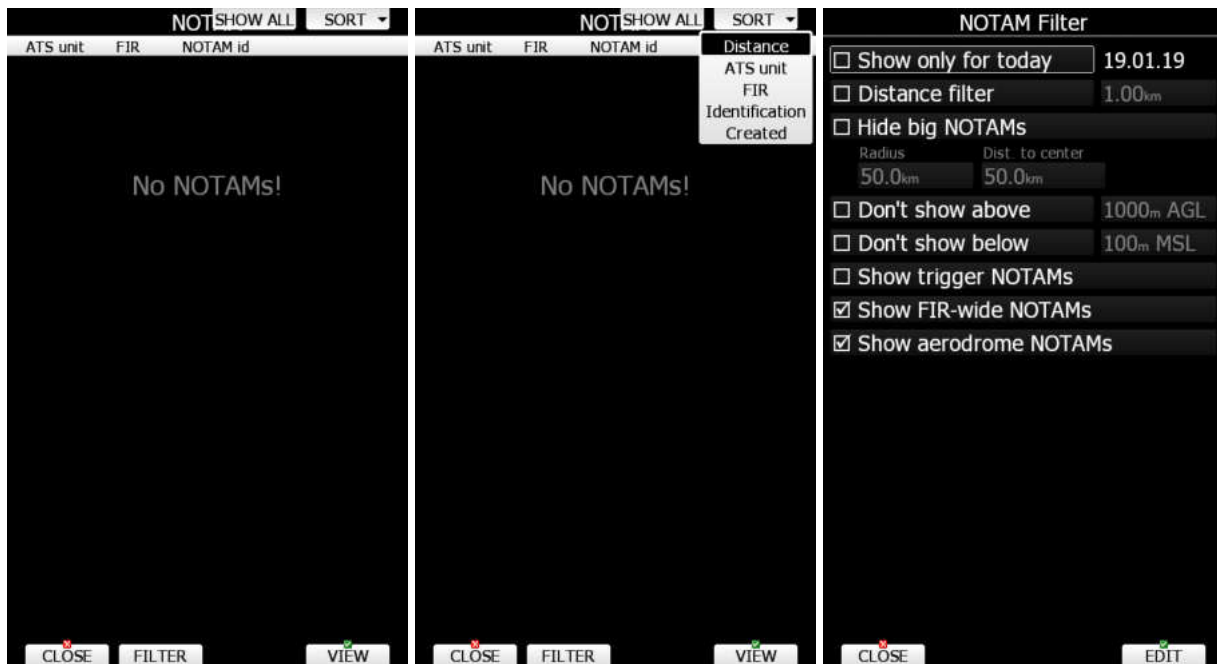 NOT SHOW ALL SORT
ATS unit FIR NOTAM id
No NOTAMs!
CLOSE FILTER VIEW
NOT SHOW ALL SORT
ATS unit FIR NOTAM id
Distance
ATS unit
FIR
Identification
Created
No NOTAMs!
CLOSE FILTER VIEW
NOTAM Filter
Show only for today 19.01.19
Distance filter 1.00km
Hide big NOTAMs
Radius Dist. to center
50.0km 50.0km
Don't show above 1000m AGL
Don't show below 100m MSL
Show trigger NOTAMs
Show FIR-wide NOTAMs
Show aerodrome NOTAMs
CLOSE EDIT